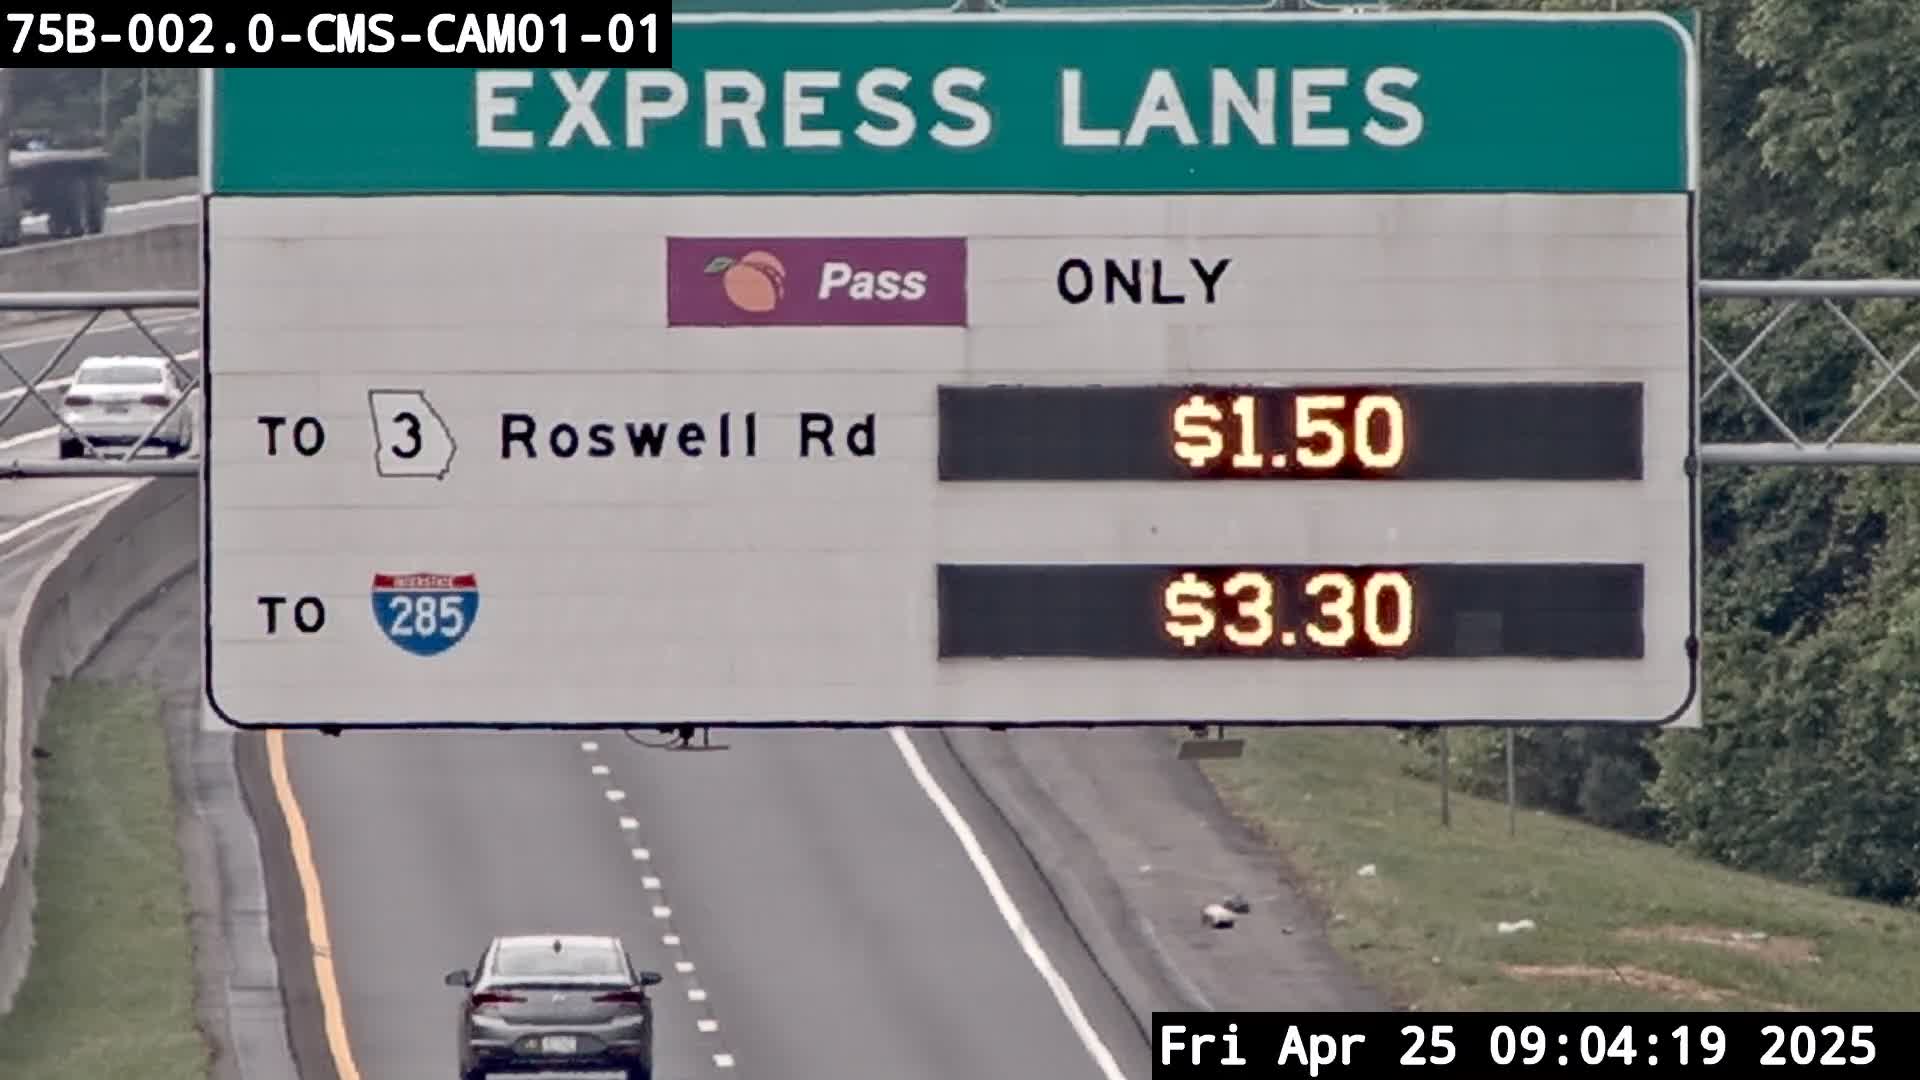 75B-002.0-CMS-CAM01-01
EXPRESS LANES
Pass ONLY
TO 3 Roswell Rd $1.50
INTERSTATE
TO 285 $3.30
Fri Apr 25 09:04:19 2025